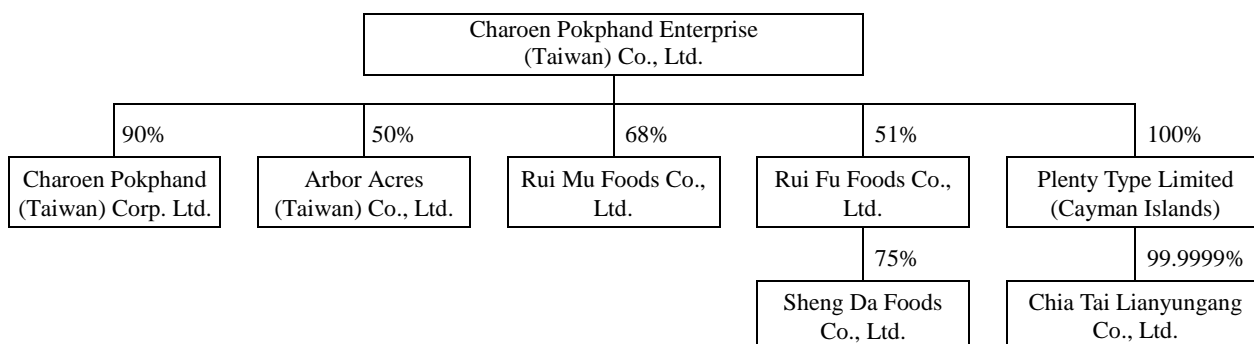 Charoen Pokphand Enterprise
(Taiwan) Co., Ltd.
90%
50%
68%
51%
100%
Charoen Pokphand
(Taiwan) Corp. Ltd.
Arbor Acres
(Taiwan) Co., Ltd.
Rui Mu Foods Co.,
Ltd.
Rui Fu Foods Co.,
Ltd.
Plenty Type Limited
(Cayman Islands)
75%
99.9999%
Sheng Da Foods
Co., Ltd.
Chia Tai Lianyungang
Co., Ltd.